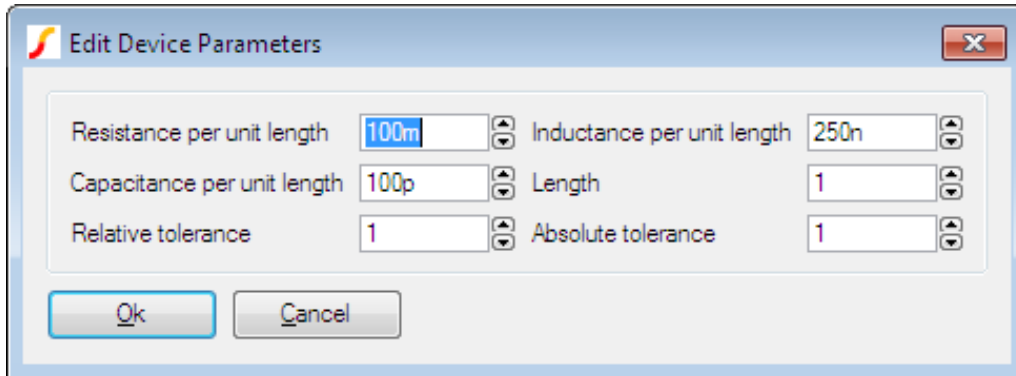 Edit Device Parameters
Resistance per unit length 100m Inductance per unit length 250n
Capacitance per unit length 100p Length 1
Relative tolerance 1 Absolute tolerance 1
Ok Cancel